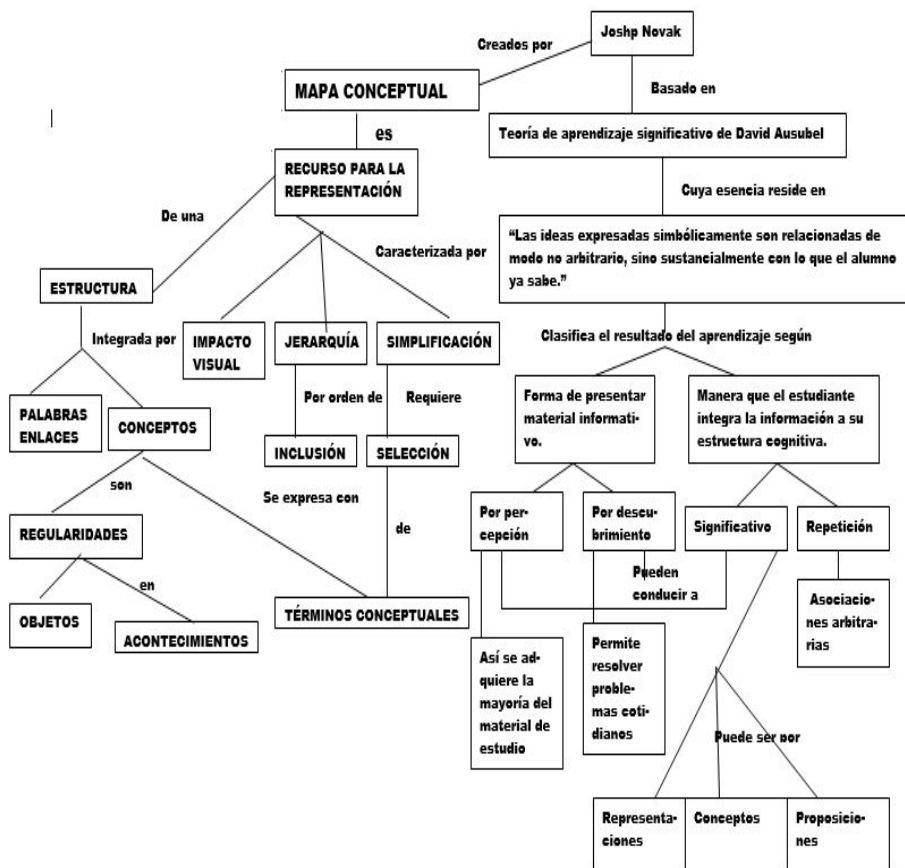 Joshp Novak
Creados por
MAPA CONCEPTUAL
Basado en
es
Teoría de aprendizaje significativo de David Ausubel
RECURSO PARA LA
REPRESENTACIÓN
Cuya esencia reside en
De una
Caracterizada por
“Las ideas expresadas simbólicamente son relacionadas de
modo no arbitrario, sino sustancialmente con lo que el alumno
ya sabe.”
ESTRUCTURA
Integrada por
IMPACTO
VISUAL
JERARQUÍA
SIMPLIFICACIÓN
Clasifica el resultado del aprendizaje según
PALABRAS
ENLACES
CONCEPTOS
Por orden de
Requiere
Forma de presentar
material informati-
vo.
Manera que el estudiante
integra la información a su
estructura cognitiva.
INCLUSIÓN
SELECCIÓN
son
Se expresa con
de
Por per-
cepción
Por descu-
brimiento
Significativo
Repetición
REGULARIDADES
en
Pueden
conducir a
OBJETOS
ACONTECIMIENTOS
TÉRMINOS CONCEPTUALES
Asociacio-
nes arbitra-
rias
Así se ad-
quiere la
mayoría del
material de
estudio
Permite
resolver
proble-
mas coti-
dianos
Puede ser por
Representa-
ciones
Conceptos
Proposicio-
nes